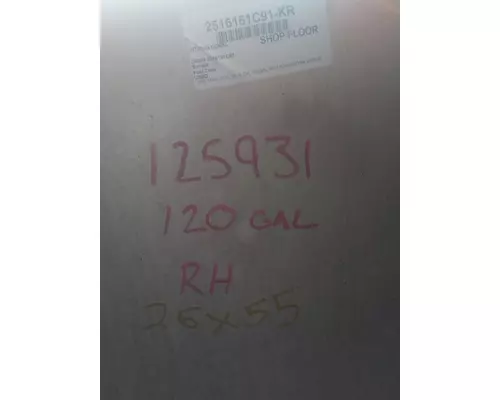 2516161C91-KR
SHOP FLOOR
125931
120 GAL
RH
26x55